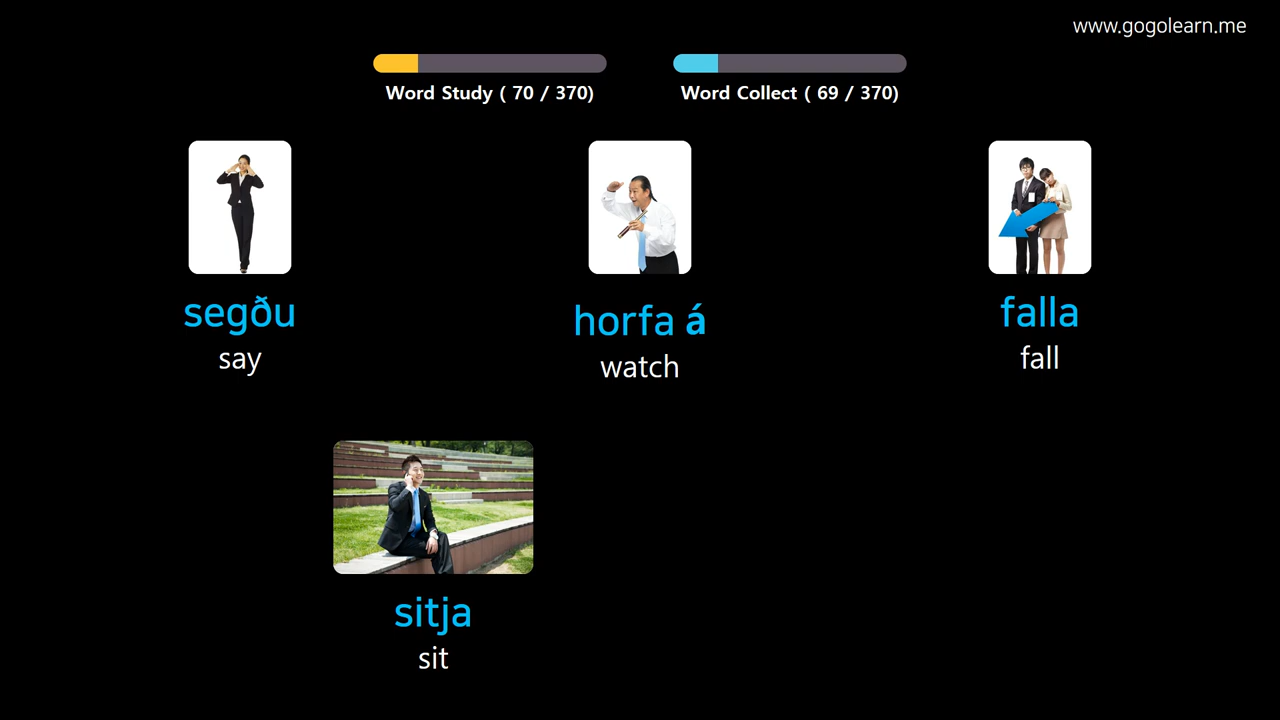 www.gogolearn.me
Word Study ( 70 / 370)
Word Collect ( 69 / 370)
segðu
say
horfa á
watch
falla
fall
sitja
sit